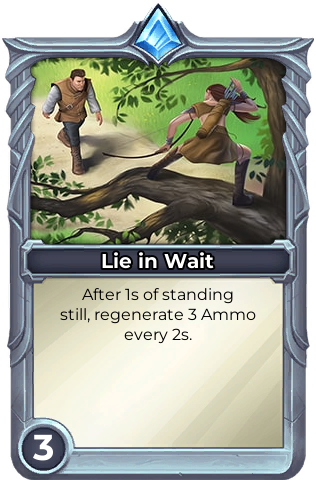 Lie in Wait
After 1s of standing
still, regenerate 3 Ammo
every 2s.
3